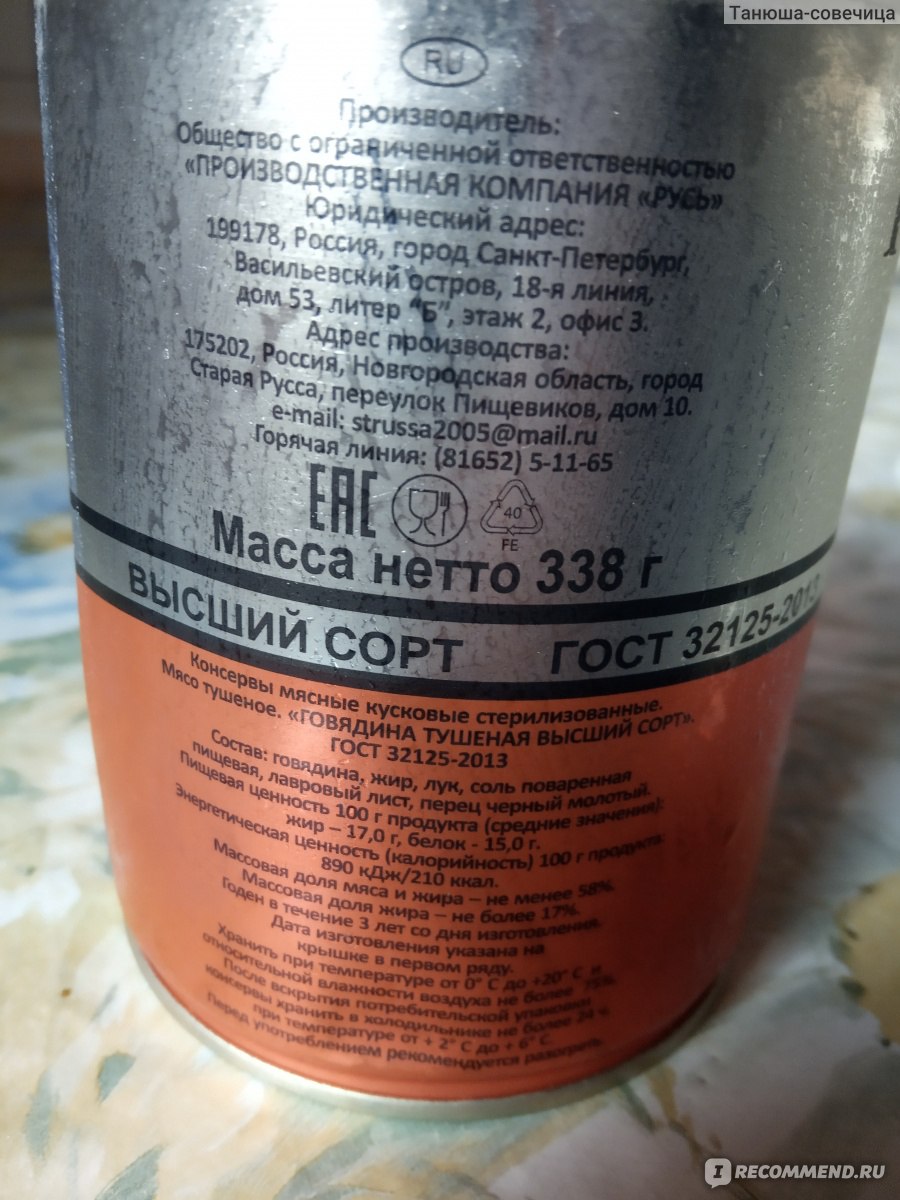 Танюша-совечица
RU
Производитель:
Общество с ограниченной ответственностью
«ПРОИЗВОДСТВЕННАЯ КОМПАНИЯ «РУСЬ»
Юридический адрес:
199178, Россия, город Санкт-Петербург,
Васильевский остров, 18-я линия,
дом 53, литер "Б", этаж 2, офис 3.
Адрес производства:
175202, Россия, Новгородская область, город
Старая Русса, переулок Пищевиков, дом 10.
e-mail: strussa2005@mail.ru
Горячая линия: (81652) 5-11-65
EAC
40
FE
Масса нетто 338 г
ВЫСШИЙ СОРТ ГОСТ 32125-2013
Консервы мясные кусковые стерилизованные.
Мясо тушеное. «ГОВЯДИНА ТУШЕНАЯ ВЫСШИЙ СОРТ».
ГОСТ 32125-2013
Состав: говядина, жир, лук, соль поваренная
пищевая, лавровый лист, перец черный молотый.
Пищевая ценность 100 г продукта (средние значения):
жир – 17,0 г, белок - 15,0 г.
Энергетическая ценность (калорийность) 100 г продукта:
890 кДж/210 ккал.
Массовая доля мяса и жира – не менее 58%.
Массовая доля жира – не более 17%.
Годен в течение 3 лет со дня изготовления.
Дата изготовления указана на
крышке в первом ряду.
Хранить при температуре от 0° С до +20° С и
относительной влажности воздуха не более 75%.
После вскрытия потребительской упаковки
консервы хранить в холодильнике не более 24 ч.
при температуре от + 2° С до + 6° С.
Перед употреблением рекомендуется разогреть
I RECOMMEND.RU